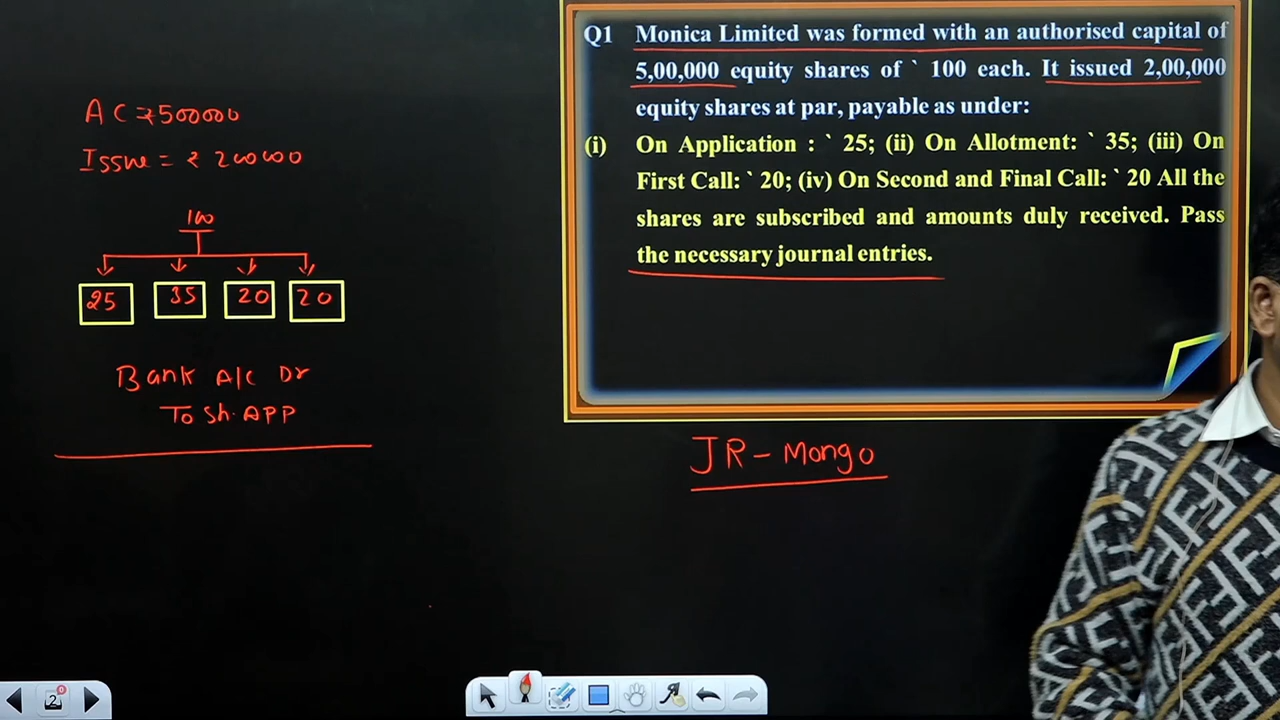 Q1 Monica Limited was formed with an authorised capital of
5,00,000 equity shares of ` 100 each. It issued 2,00,000
equity shares at par, payable as under:
(i) On Application : ` 25; (ii) On Allotment: ` 35; (iii) On
First Call: ` 20; (iv) On Second and Final Call: ` 20 All the
shares are subscribed and amounts duly received. Pass
the necessary journal entries.
AC = ₹500000
Issue = ₹ 200000
100
25 35 20 20
Bank A/c Dr
To Sh. APP
JR - Mongo
2
0